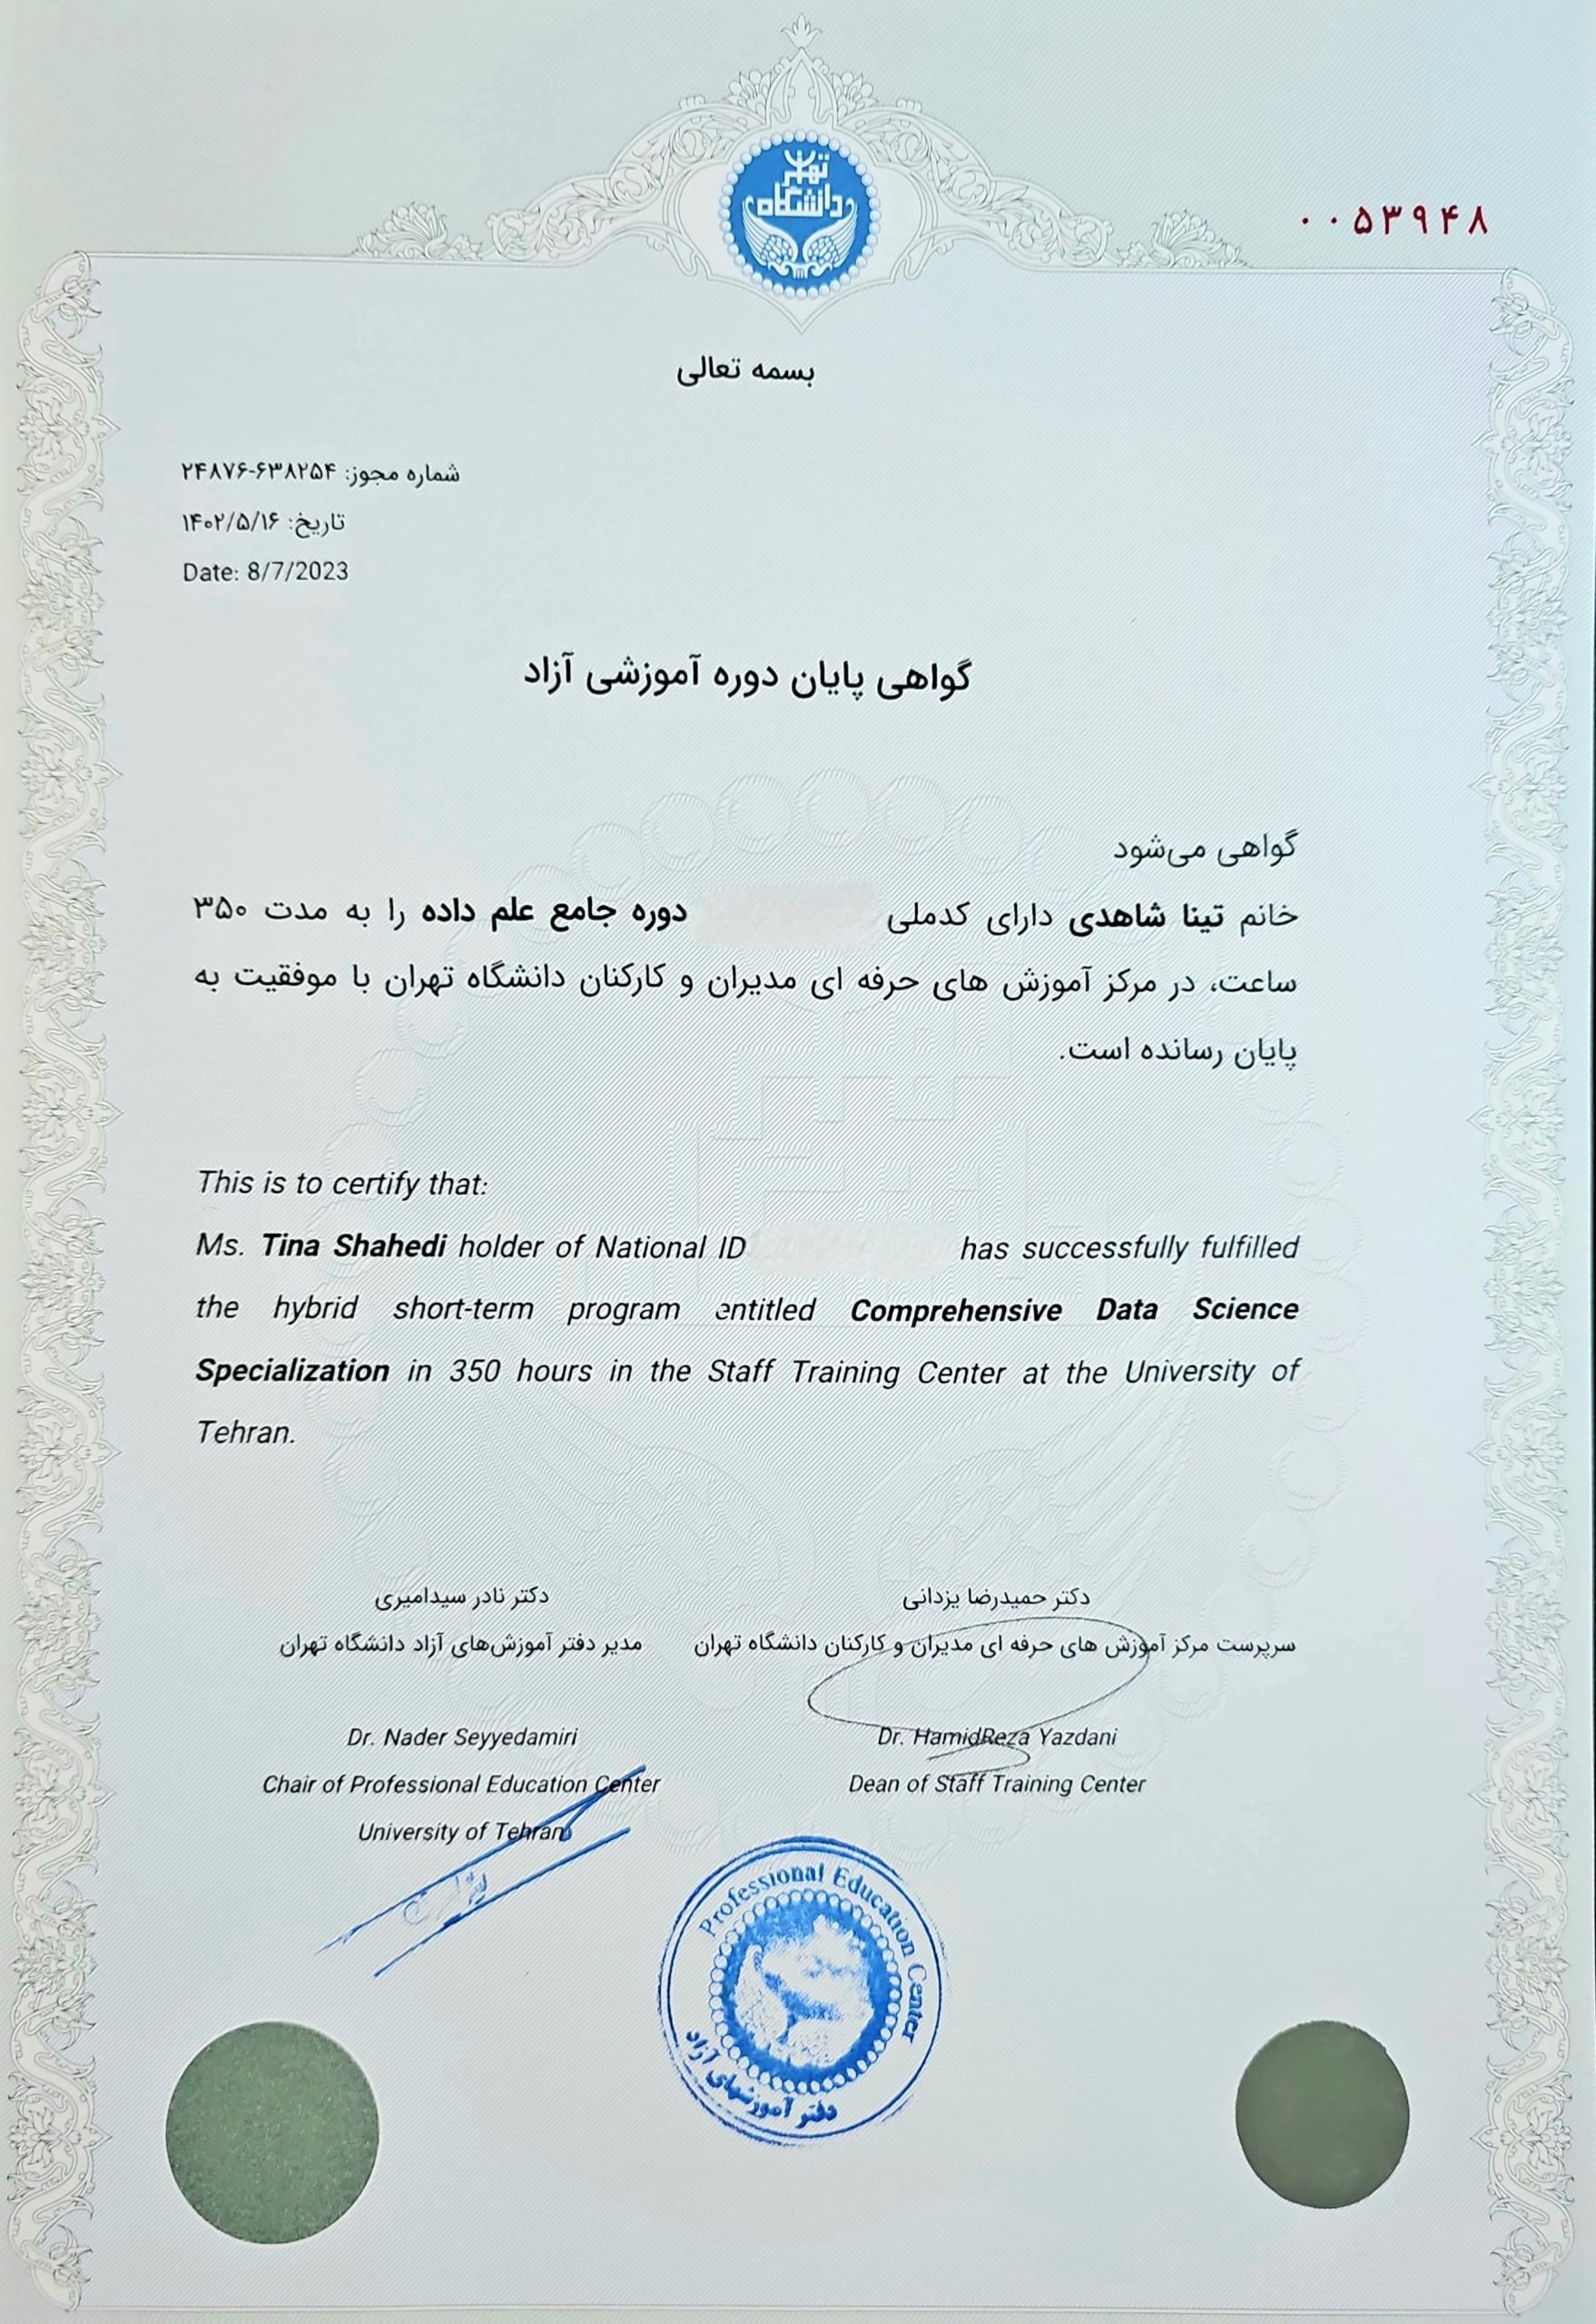 دانشگاه تهران
۰۰۵۳۹۴۸
بسمه تعالی
شماره مجوز: ۲۴۸۷۶-۶۳۸۲۵۴
تاریخ: ۱۴۰۲/۵/۱۶
Date: 8/7/2023
گواهی پایان دوره آموزشی آزاد
گواهی می‌شود
خانم تینا شاهدی دارای کدملی دوره جامع علم داده را به مدت ۳۵۰
ساعت، در مرکز آموزش های حرفه ای مدیران و کارکنان دانشگاه تهران با موفقیت به
پایان رسانده است.
This is to certify that:
Ms. Tina Shahedi holder of National ID has successfully fulfilled
the hybrid short-term program entitled Comprehensive Data Science
Specialization in 350 hours in the Staff Training Center at the University of
Tehran.
دکتر حمیدرضا یزدانی
سرپرست مرکز آموزش های حرفه ای مدیران و کارکنان دانشگاه تهران
Dr. HamidReza Yazdani
Dean of Staff Training Center
دکتر نادر سیدامیری
مدیر دفتر آموزش‌های آزاد دانشگاه تهران
Dr. Nader Seyyedamiri
Chair of Professional Education Center
University of Tehran
Professional Education Center
دفتر آموزشهای آزاد